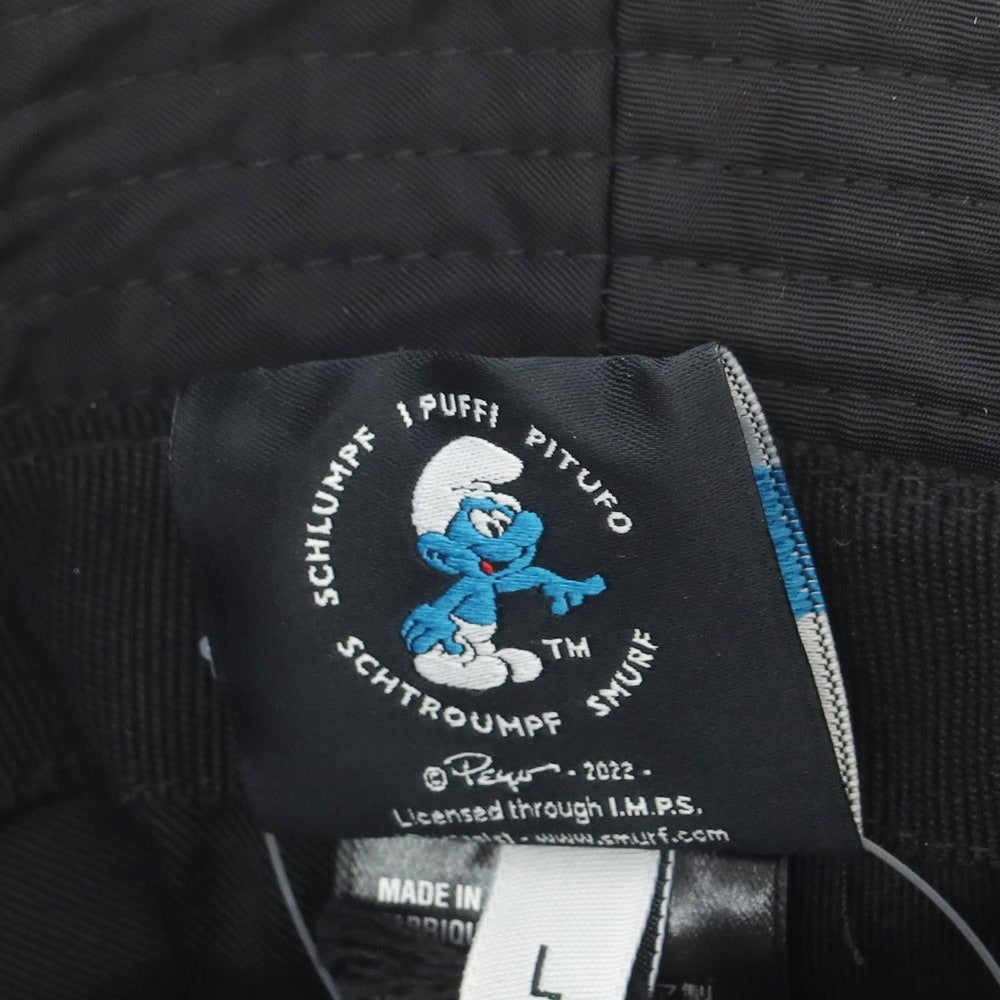 SCHLUMPF I PUFFI PITUFO
SCHTROUMPF SMURF
TM
© Peyo - 2022 -
Licensed through I.M.P.S.
- www.smurf.com
MADE IN
L